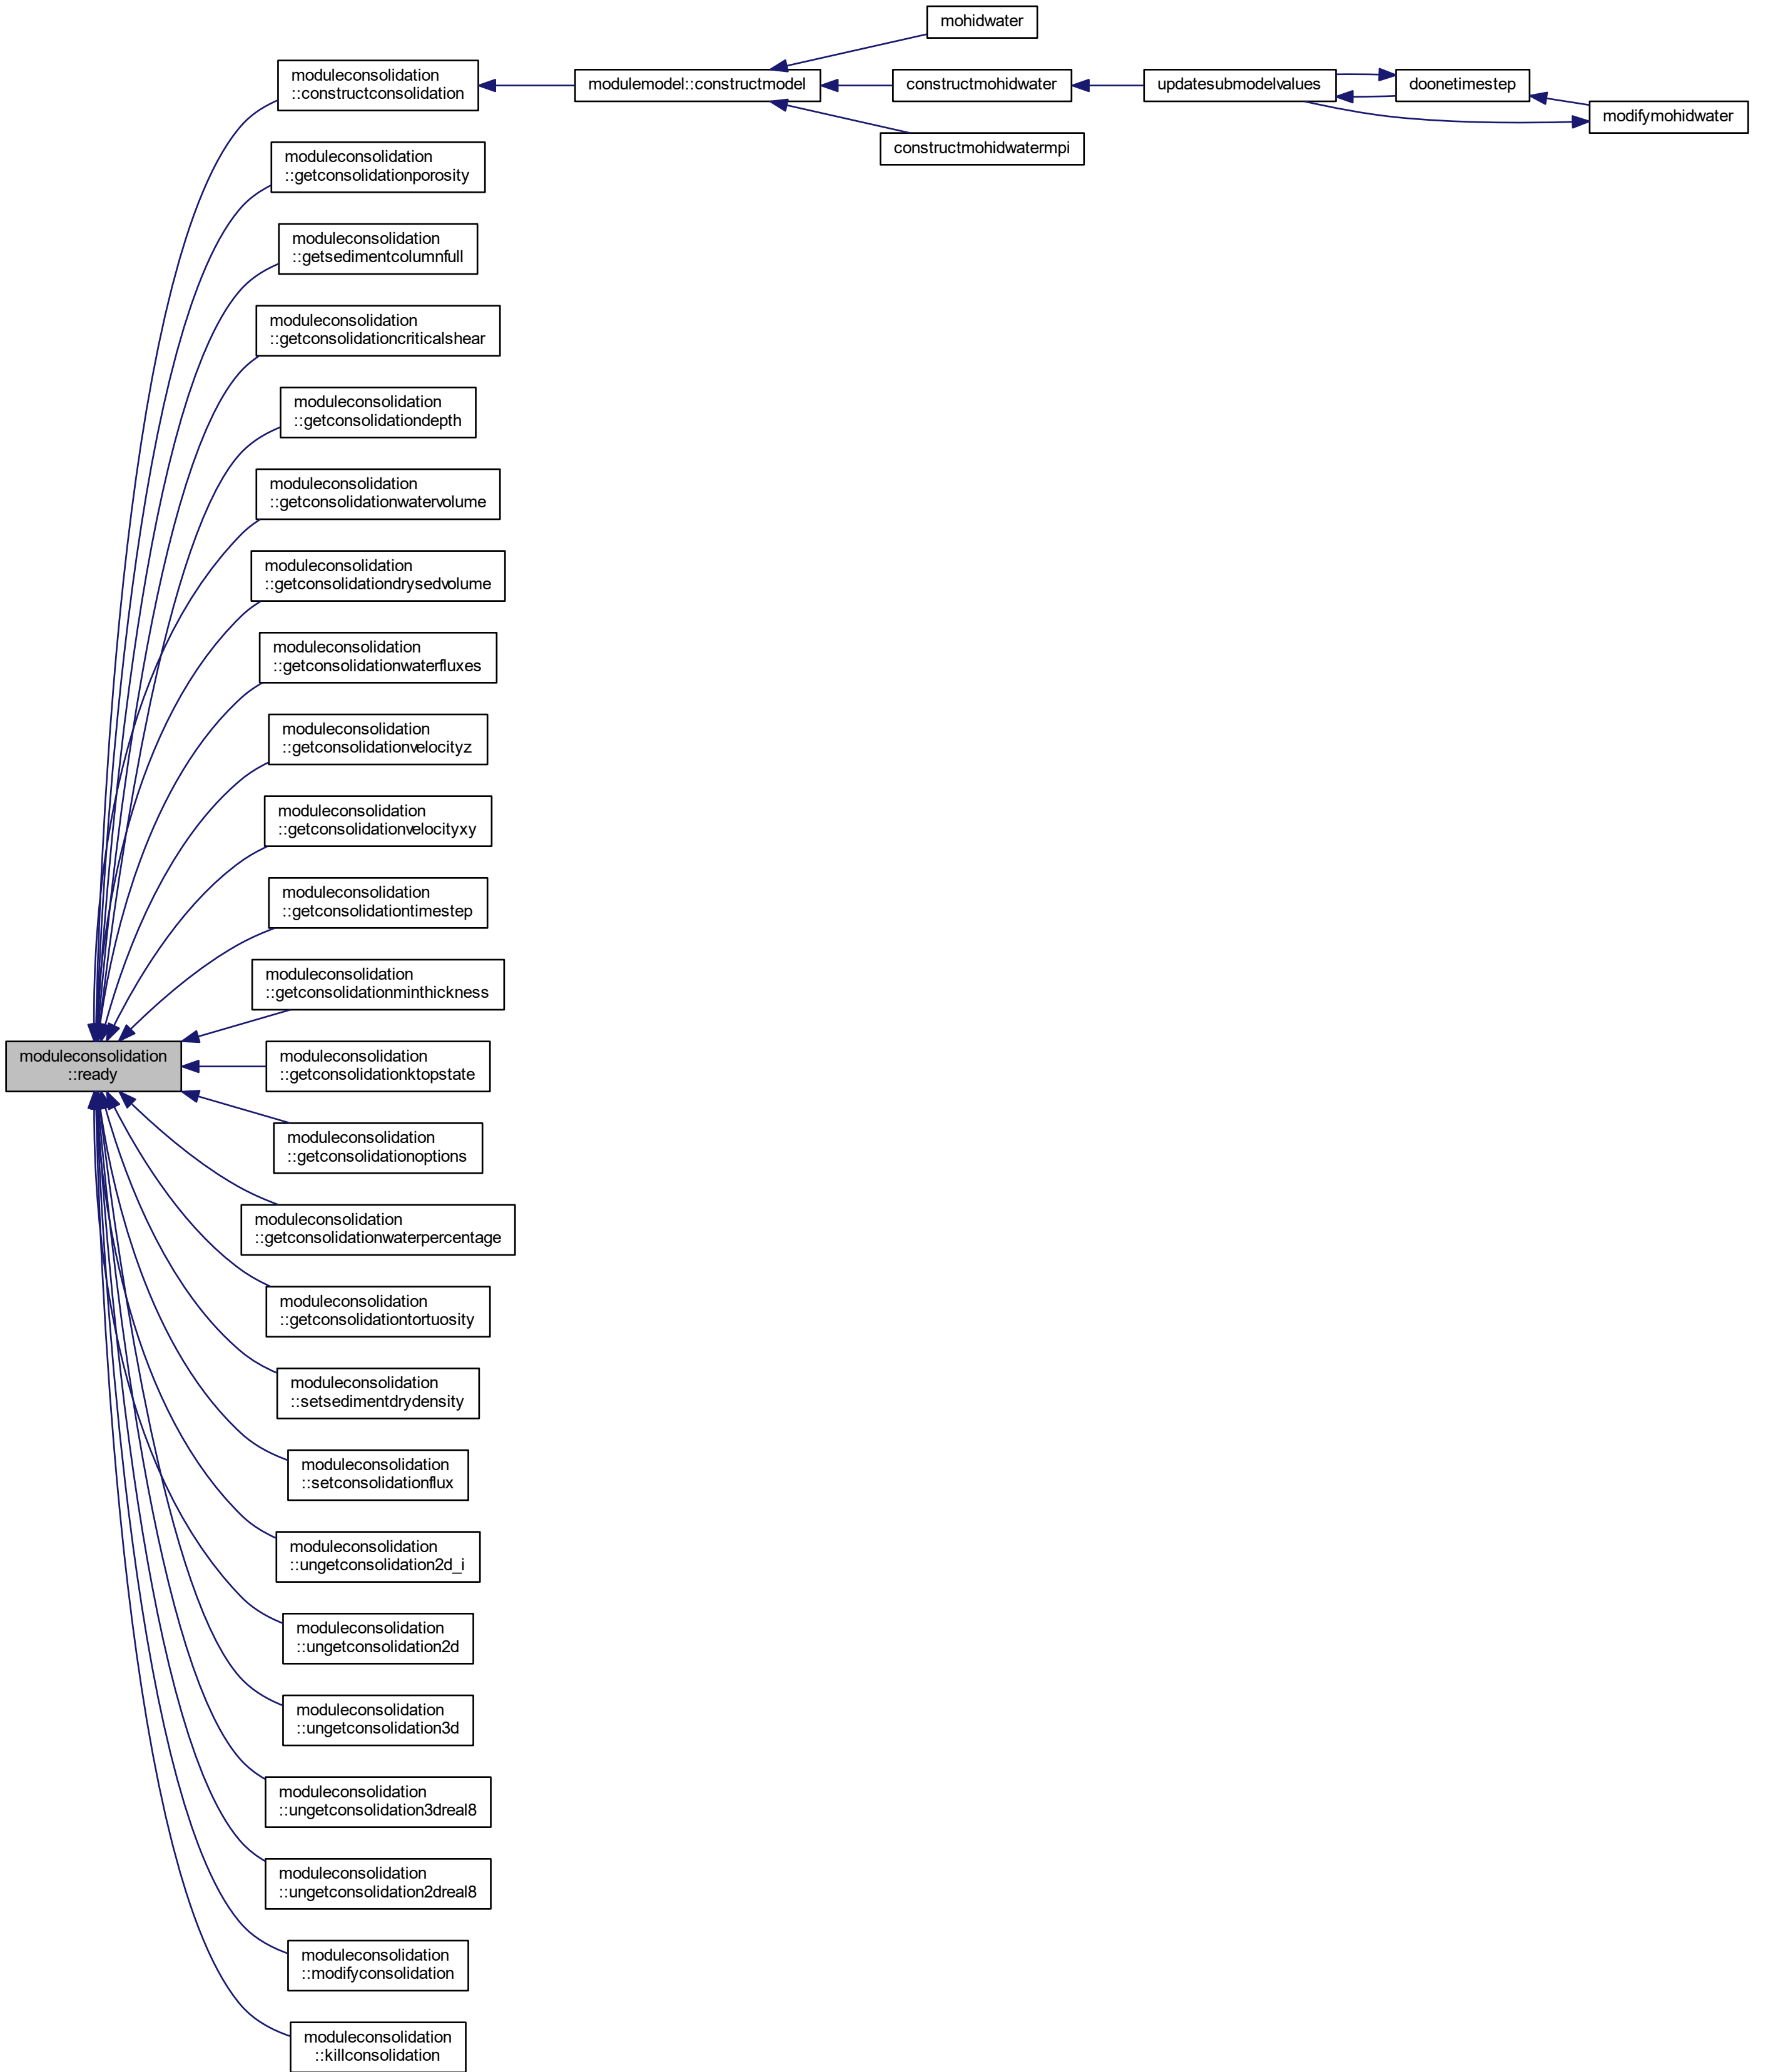 mohidwater
moduleconsolidation
::constructconsolidation
modulemodel::constructmodel
constructmohidwater
updatesubmodelvalues
doonetimestep
modifymohidwater
constructmohidwatermpi
moduleconsolidation
::getconsolidationporosity
moduleconsolidation
::getsedimentcolumnfull
moduleconsolidation
::getconsolidationcriticalshear
moduleconsolidation
::getconsolidationdepth
moduleconsolidation
::getconsolidationwatervolume
moduleconsolidation
::getconsolidationdrysedvolume
moduleconsolidation
::getconsolidationwaterfluxes
moduleconsolidation
::getconsolidationvelocityz
moduleconsolidation
::getconsolidationvelocityxy
moduleconsolidation
::getconsolidationtimestep
moduleconsolidation
::getconsolidationminthickness
moduleconsolidation
::ready
moduleconsolidation
::getconsolidationktopstate
moduleconsolidation
::getconsolidationoptions
moduleconsolidation
::getconsolidationwaterpercentage
moduleconsolidation
::getconsolidationtortuosity
moduleconsolidation
::setsedimentdrydensity
moduleconsolidation
::setconsolidationflux
moduleconsolidation
::ungetconsolidation2d_i
moduleconsolidation
::ungetconsolidation2d
moduleconsolidation
::ungetconsolidation3d
moduleconsolidation
::ungetconsolidation3dreal8
moduleconsolidation
::ungetconsolidation2dreal8
moduleconsolidation
::modifyconsolidation
moduleconsolidation
::killconsolidation